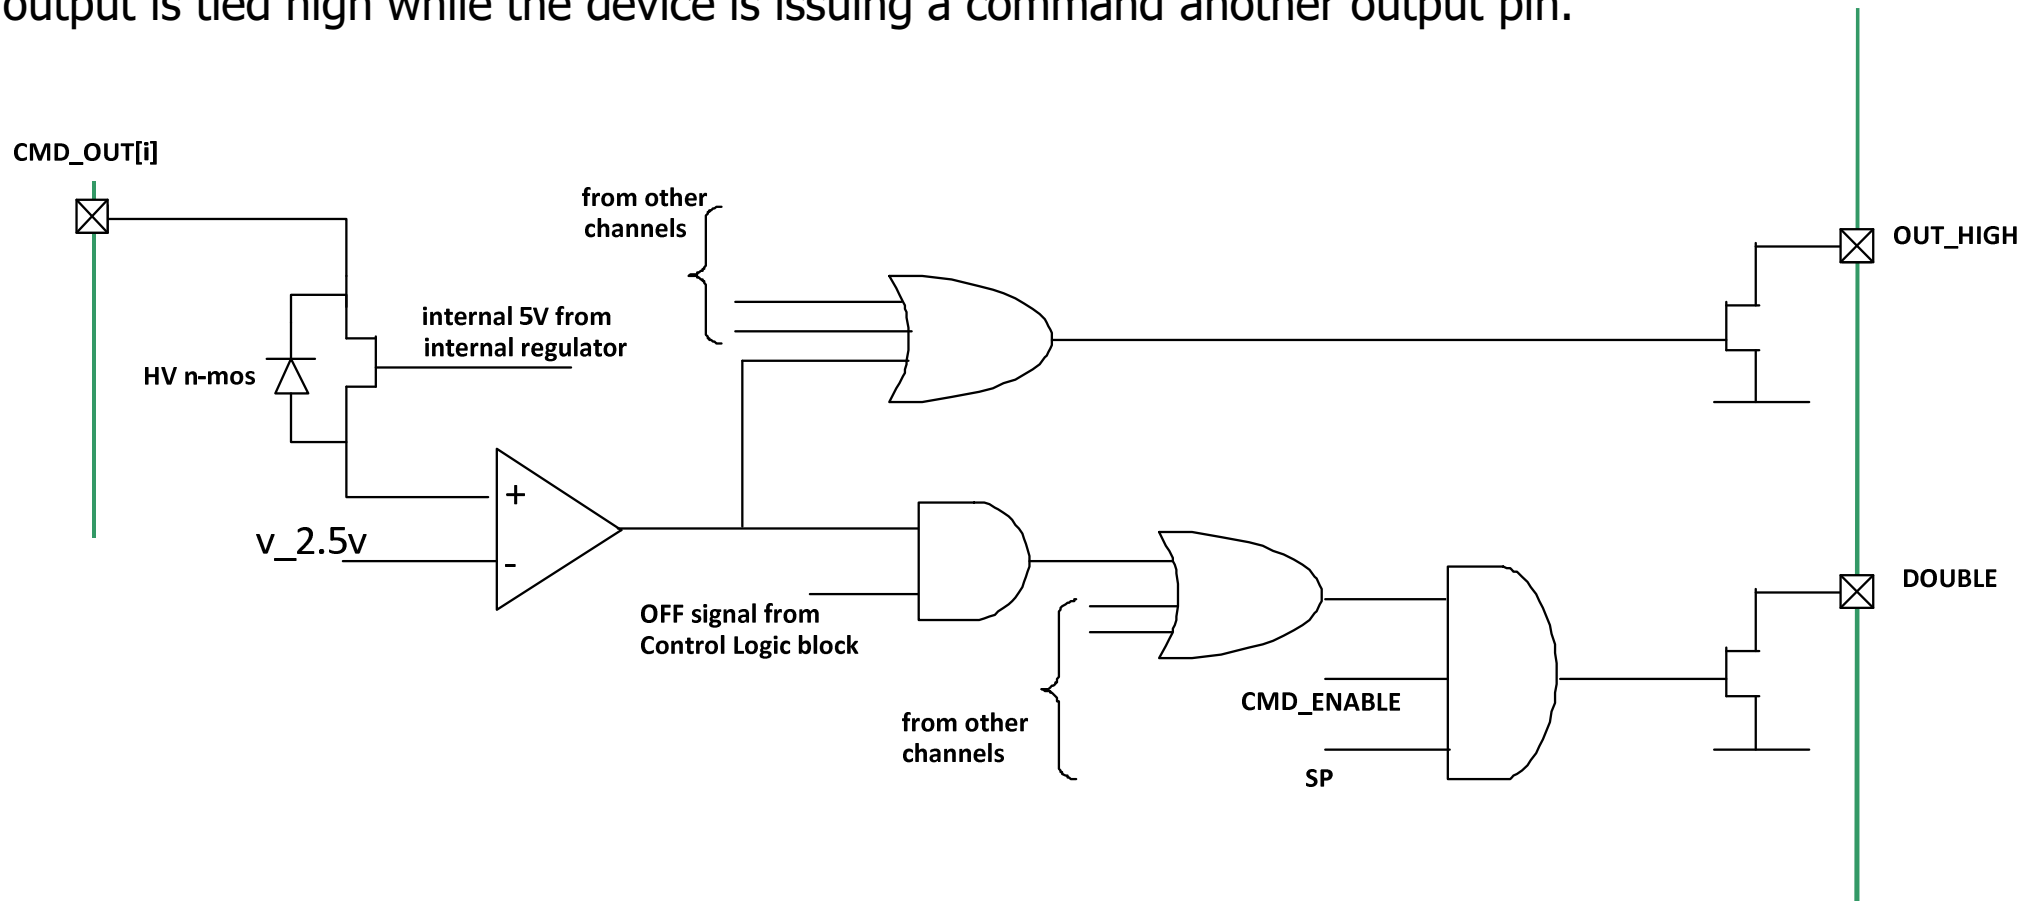 output is tied high while the device is issuing a command another output pin.
CMD_OUT[i]
from other
channels
OUT_HIGH
internal 5V from
internal regulator
HV n-mos
+
v_2.5v
-
OFF signal from
Control Logic block
DOUBLE
CMD_ENABLE
from other
channels
SP